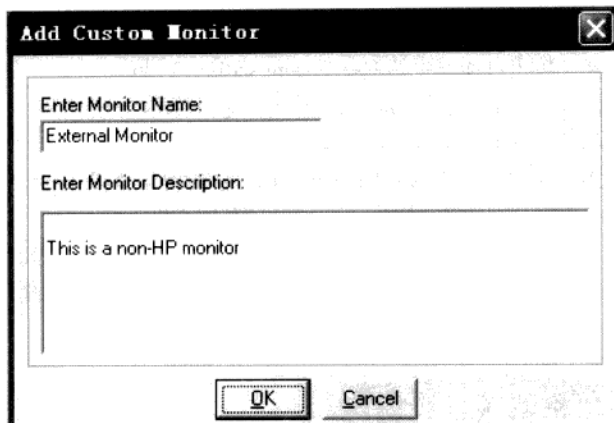 Add Custom Monitor
Enter Monitor Name:
External Monitor
Enter Monitor Description:
This is a non-HP monitor
OK Cancel